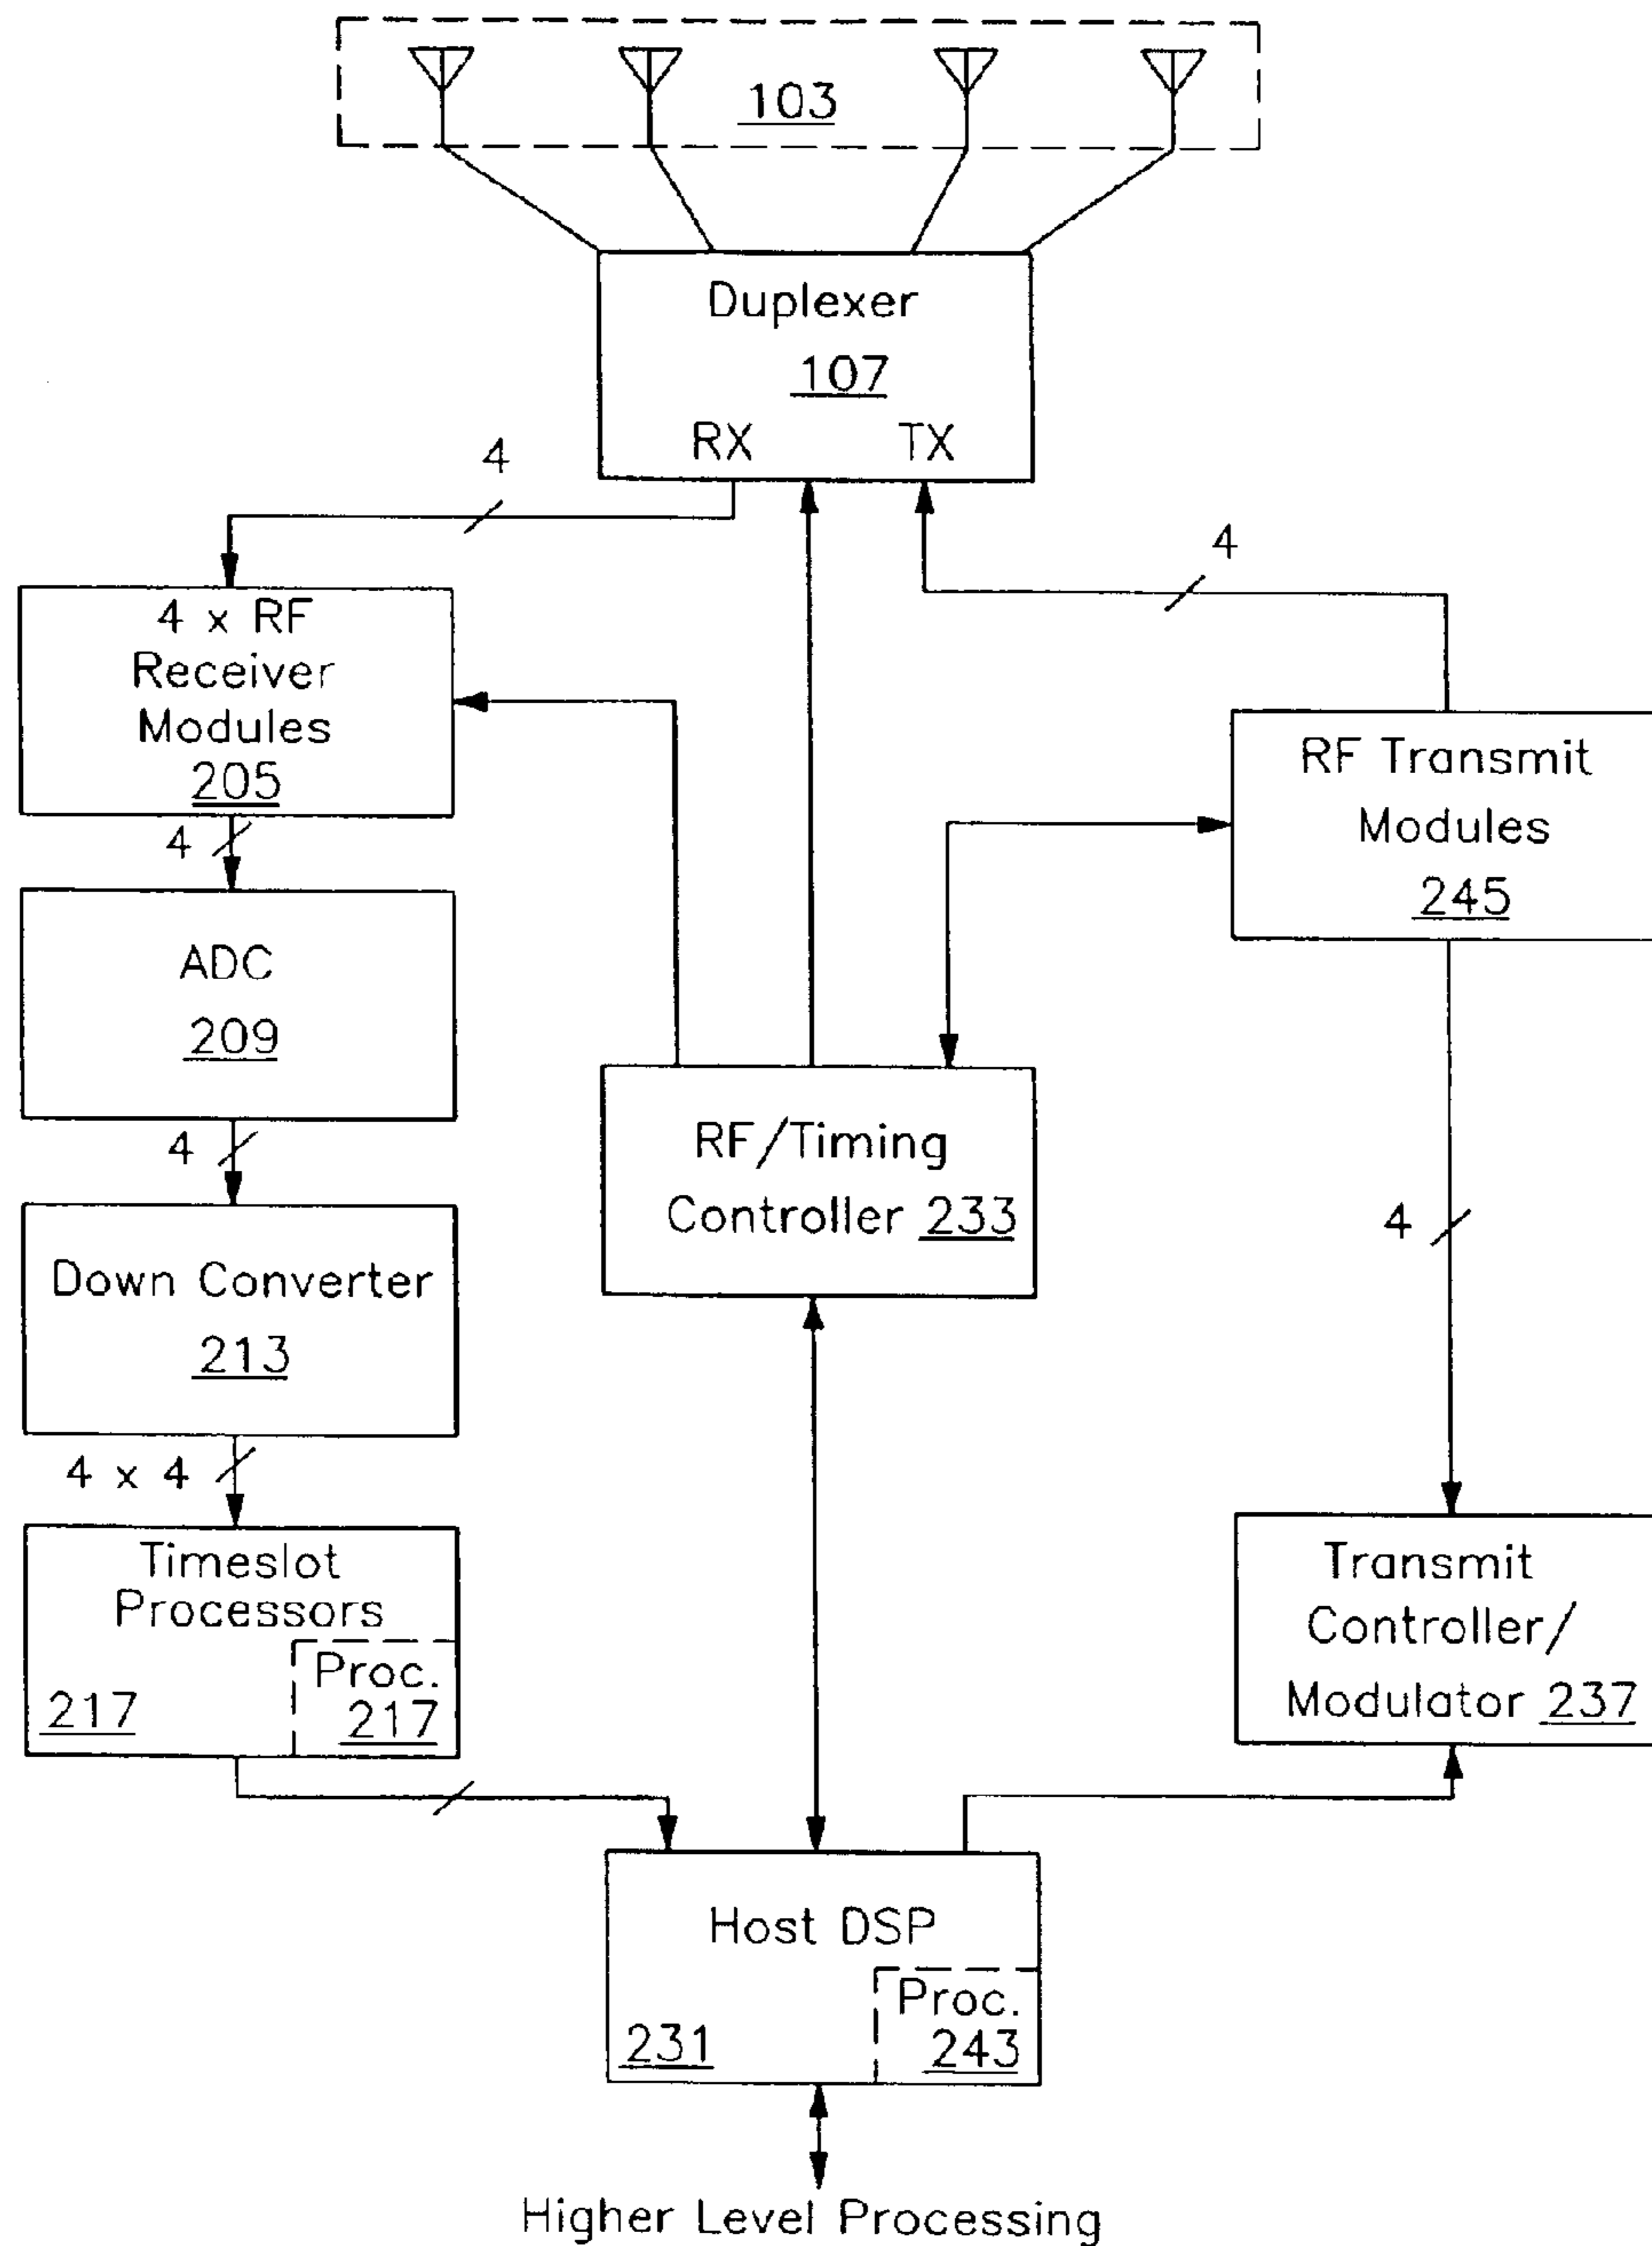 103
Duplexer
107
RX TX
4
4
4 x RF
Receiver
Modules
205
RF Transmit
Modules
245
4
ADC
209
RF/Timing
Controller 233
4
4
Down Converter
213
4 x 4
Timeslot
Processors
Proc.
217
217
Transmit
Controller/
Modulator 237
Host DSP
Proc.
243
231
Higher Level Processing